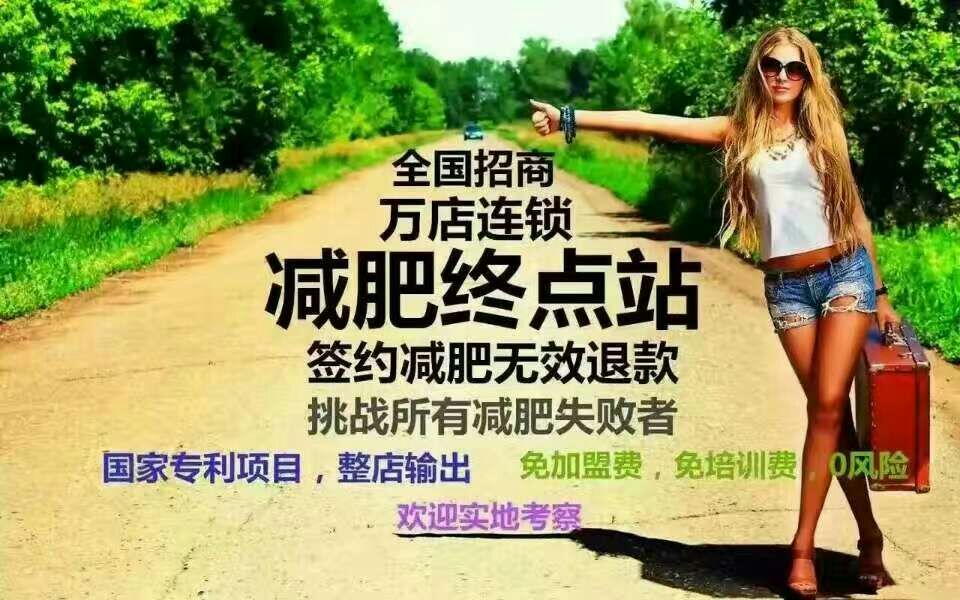 全国招商
万店连锁
减肥终点站
签约减肥无效退款
挑战所有减肥失败者
国家专利项目，整店输出
免加盟费，免培训费，0风险
欢迎实地考察